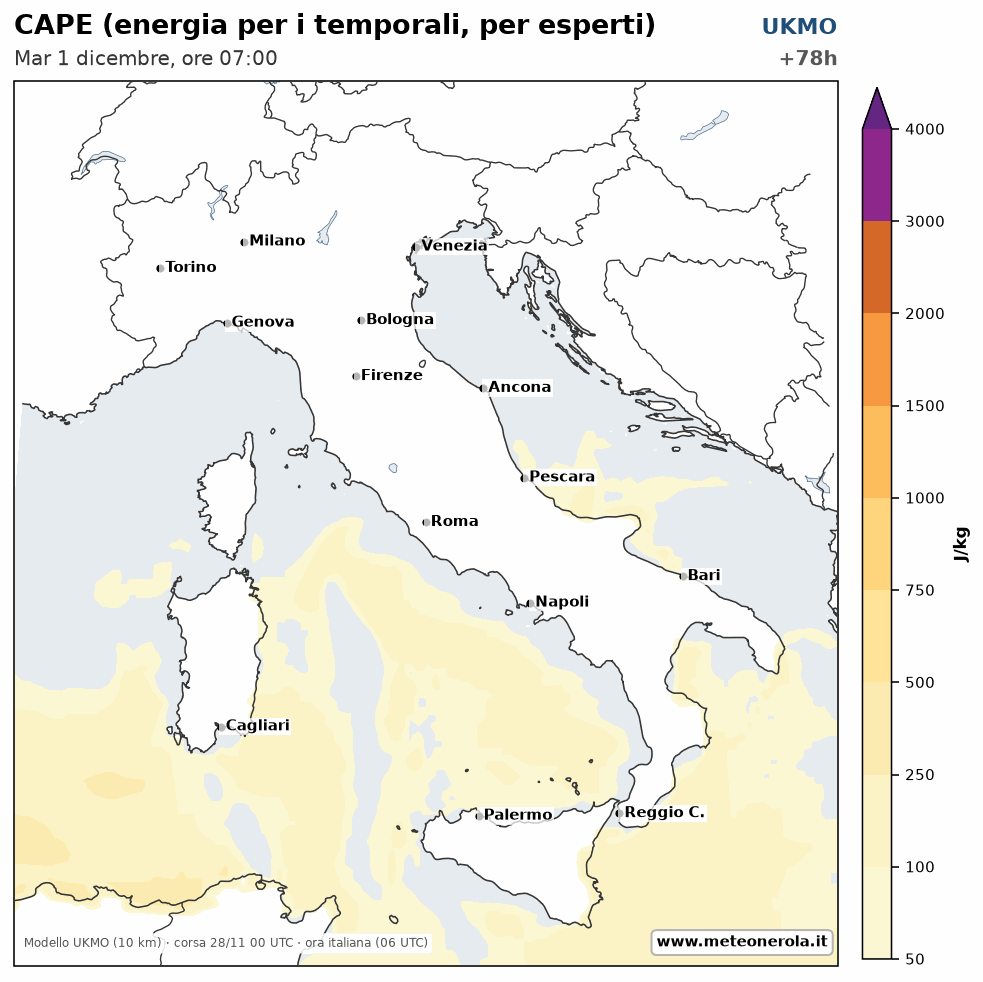 CAPE (energia per i temporali, per esperti)
UKMO
Mar 1 dicembre, ore 07:00
+78h
4000
3000
2000
1500
1000
750
500
250
100
50
J/kg
Milano
Venezia
Torino
Genova
Bologna
Firenze
Ancona
Pescara
Roma
Bari
Napoli
Cagliari
Palermo
Reggio C.
Modello UKMO (10 km) · corsa 28/11 00 UTC · ora italiana (06 UTC)
www.meteonerola.it